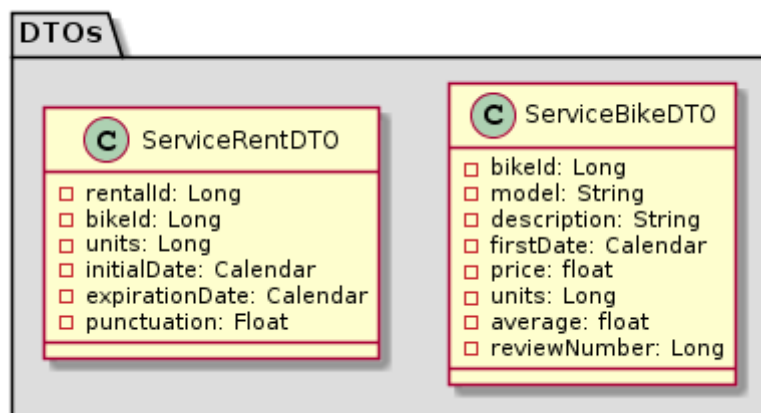 DTOs
C ServiceRentDTO
rentalId: Long
bikeId: Long
units: Long
initialDate: Calendar
expirationDate: Calendar
punctuation: Float
C ServiceBikeDTO
bikeId: Long
model: String
description: String
firstDate: Calendar
price: float
units: Long
average: float
reviewNumber: Long